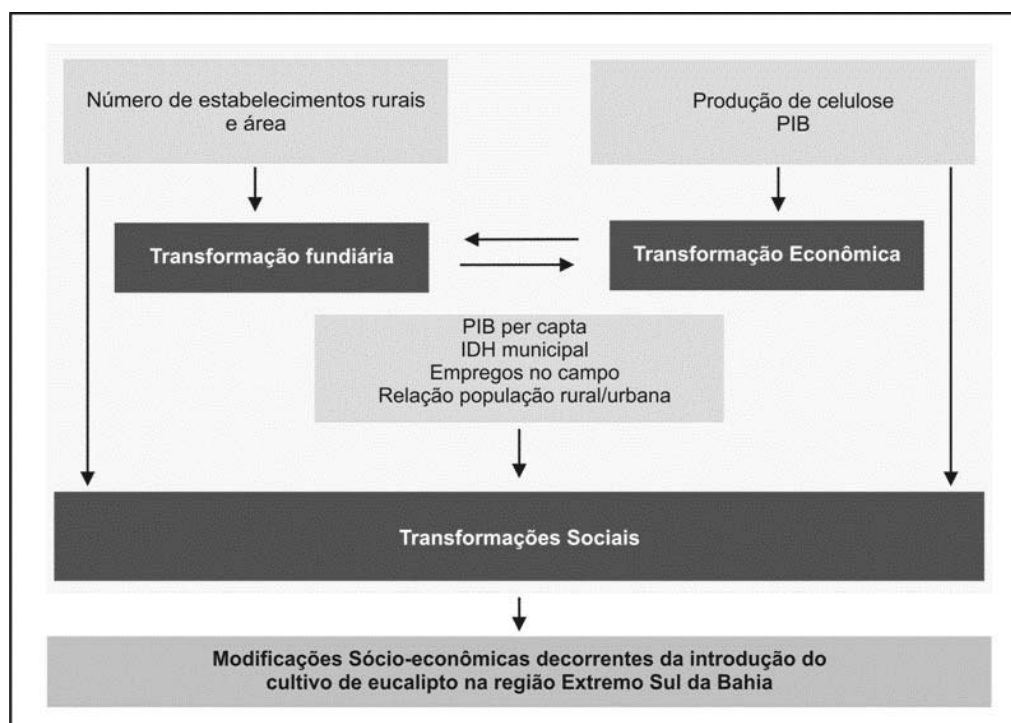 Número de estabelecimentos rurais
e área
Produção de celulose
PIB
Transformação fundiária
Transformação Econômica
PIB per capta
IDH municipal
Empregos no campo
Relação população rural/urbana
Transformações Sociais
Modificações Sócio-econômicas decorrentes da introdução do
cultivo de eucalipto na região Extremo Sul da Bahia